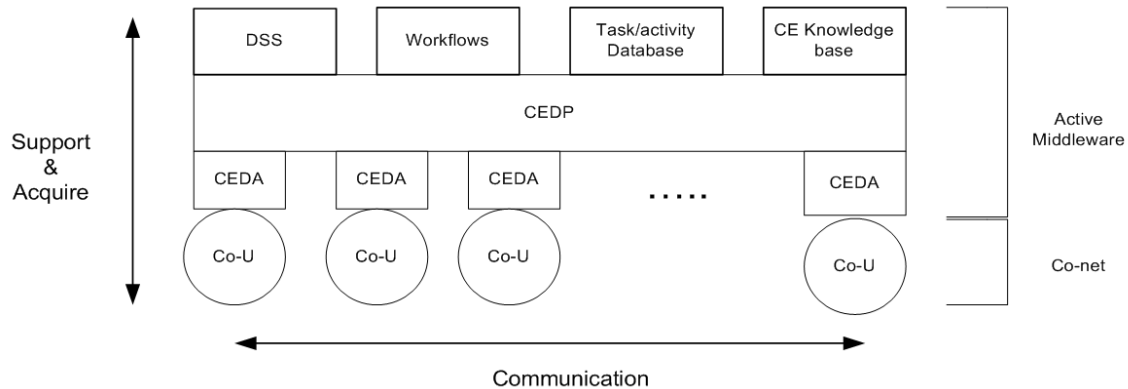 DSS
Workflows
Task/activity
Database
CE Knowledge
base
CEDP
Support
&
Acquire
Active
Middleware
CEDA
CEDA
CEDA
.....
CEDA
Co-U
Co-U
Co-U
Co-U
Co-net
Communication